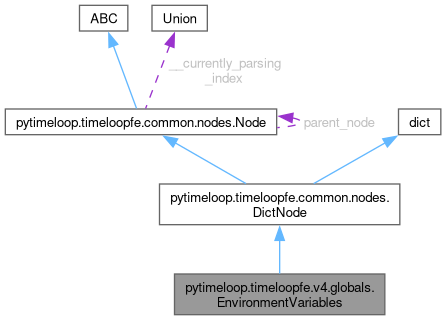 ABC
Union
__currently_parsing
_index
pytimeloop.timeloopfe.common.nodes.Node
parent_node
dict
pytimeloop.timeloopfe.common.nodes.
DictNode
pytimeloop.timeloopfe.v4.globals.
EnvironmentVariables